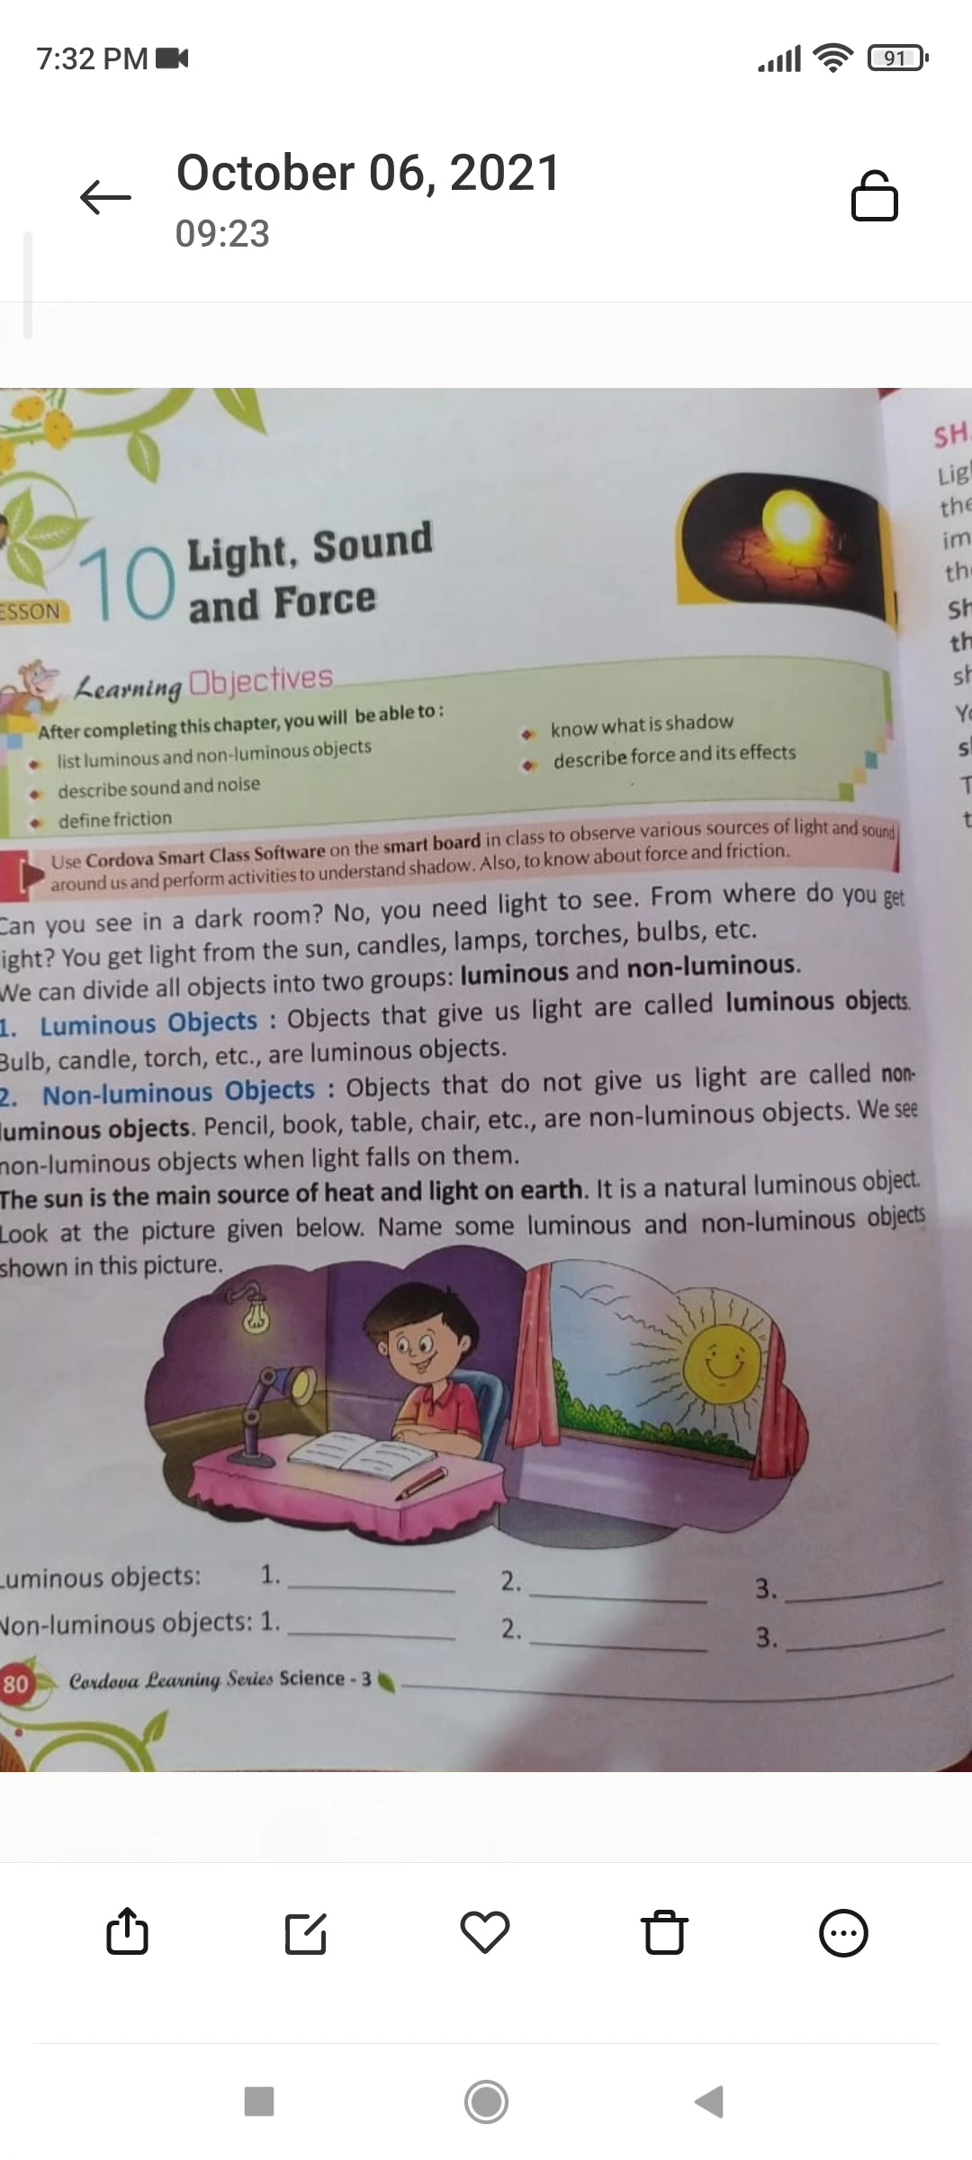 7:32 PM
91
October 06, 2021
09:23
ESSON
10 Light, Sound
and Force
Learning Objectives
After completing this chapter, you will be able to :
list luminous and non-luminous objects
describe sound and noise
define friction
know what is shadow
describe force and its effects
Use Cordova Smart Class Software on the smart board in class to observe various sources of light and sound
around us and perform activities to understand shadow. Also, to know about force and friction.
Can you see in a dark room? No, you need light to see. From where do you get
ight? You get light from the sun, candles, lamps, torches, bulbs, etc.
We can divide all objects into two groups: luminous and non-luminous.
1. Luminous Objects : Objects that give us light are called luminous objects.
Bulb, candle, torch, etc., are luminous objects.
2. Non-luminous Objects : Objects that do not give us light are called non-
luminous objects. Pencil, book, table, chair, etc., are non-luminous objects. We see
non-luminous objects when light falls on them.
The sun is the main source of heat and light on earth. It is a natural luminous object.
Look at the picture given below. Name some luminous and non-luminous objects
shown in this picture.
Luminous objects: 1. 2. 3.
Non-luminous objects: 1. 2. 3.
80 Cordova Learning Series Science - 3
SH
Lig
the
im
th
Sh
th
sh
Yo
s
T
t